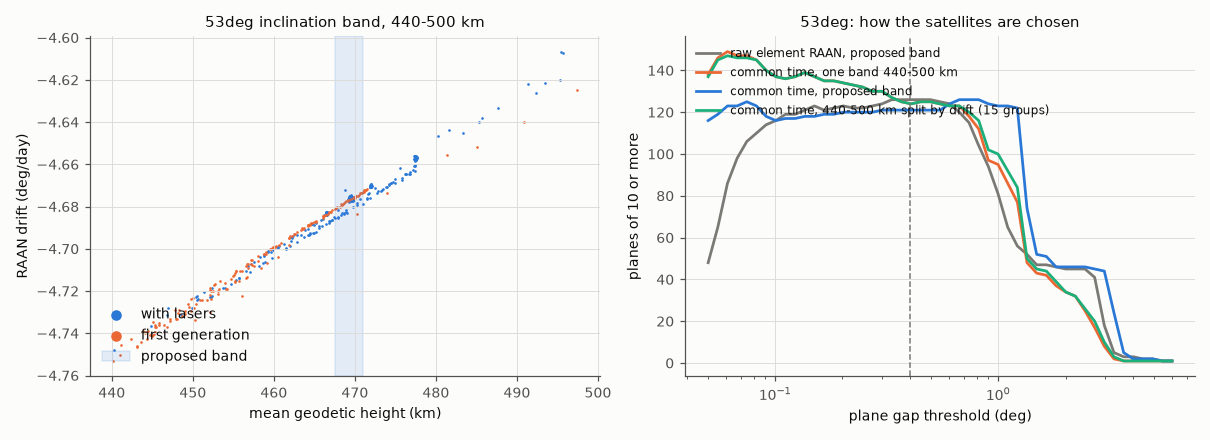 53deg inclination band, 440-500 km
−4.60
−4.62
−4.64
−4.66
−4.68
−4.70
−4.72
−4.74
−4.76
RAAN drift (deg/day)
with lasers
first generation
proposed band
440
450
460
470
480
490
500
mean geodetic height (km)
53deg: how the satellites are chosen
140
120
100
80
60
40
20
0
planes of 10 or more
raw element RAAN, proposed band
common time, one band 440-500 km
common time, proposed band
common time, 440-500 km split by drift (15 groups)
10⁻¹
10⁰
plane gap threshold (deg)